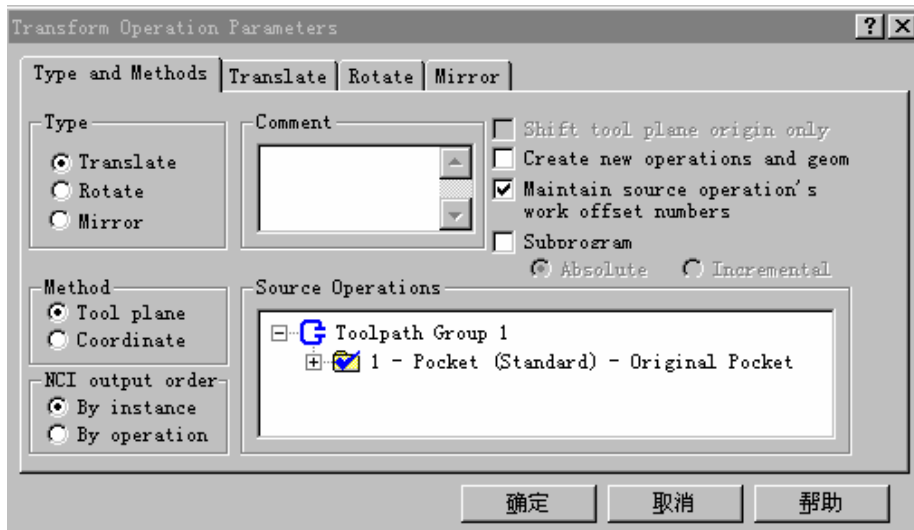 Transform Operation Parameters
Type and Methods Translate Rotate Mirror
Type
Translate
Rotate
Mirror
Comment
Shift tool plane origin only
Create new operations and geom
Maintain source operation's
work offset numbers
Subprogram
Absolute Incremental
Method
Tool plane
Coordinate
NCI output order
By instance
By operation
Source Operations
Toolpath Group 1
1 - Pocket (Standard) - Original Pocket
确定 取消 帮助